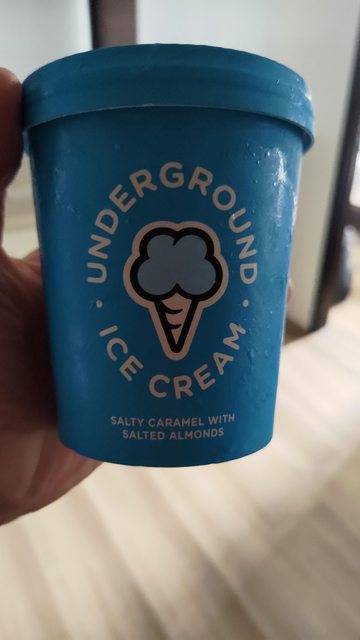 UNDERGROUND
ICE CREAM
SALTY CARAMEL WITH
SALTED ALMONDS